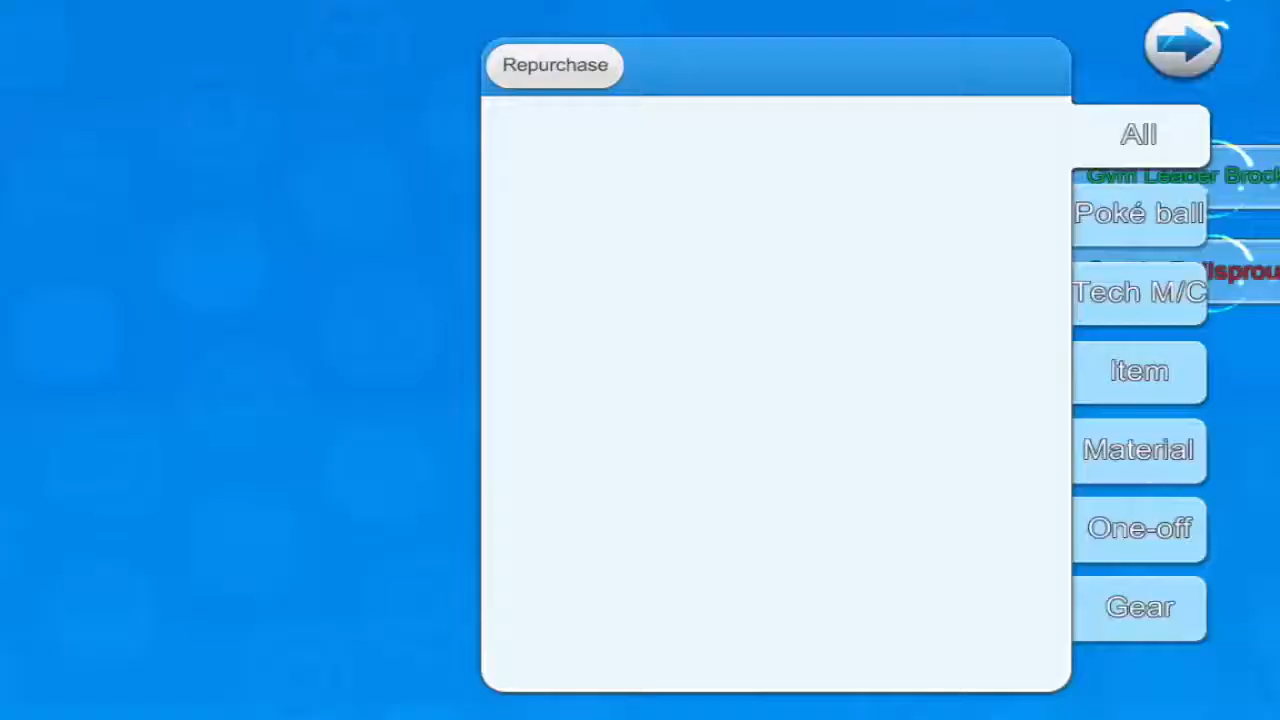 Repurchase
All
Gym Leader Brock
Poké ball
Tech M/C
Item
Material
One-off
Gear